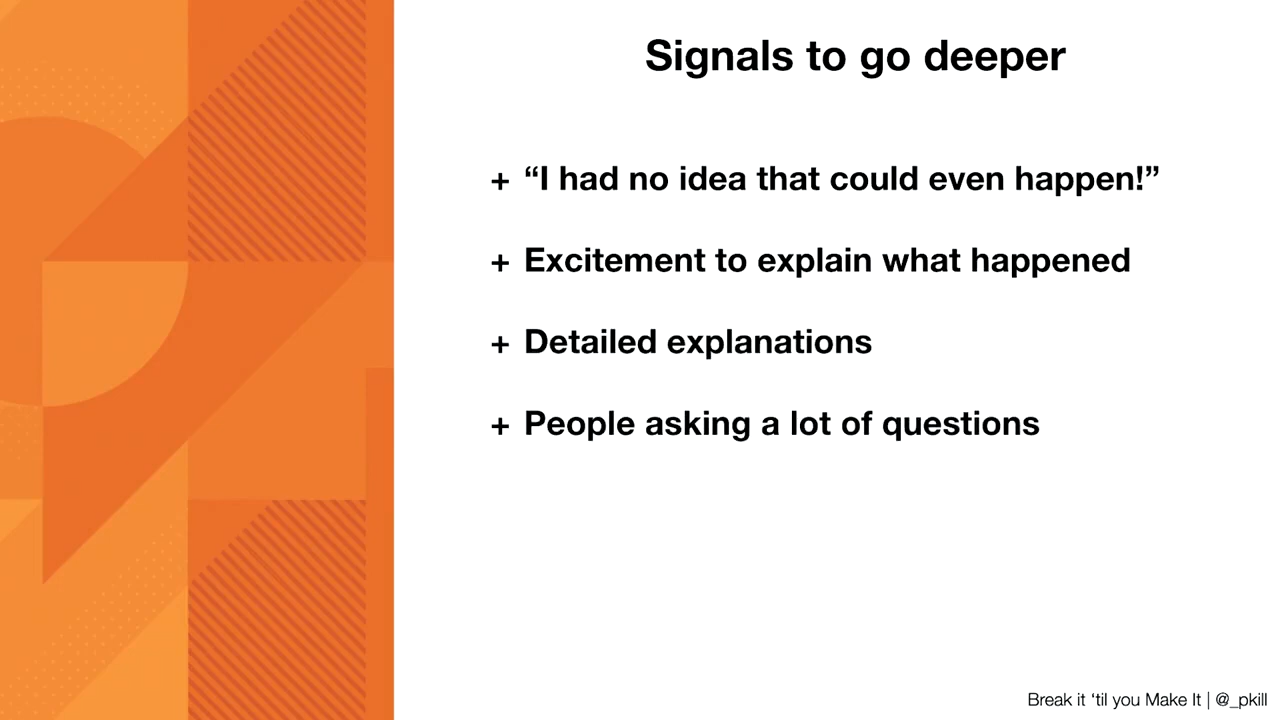 Signals to go deeper
+ “I had no idea that could even happen!”
+ Excitement to explain what happened
+ Detailed explanations
+ People asking a lot of questions
Break it ‘til you Make It | @_pkill